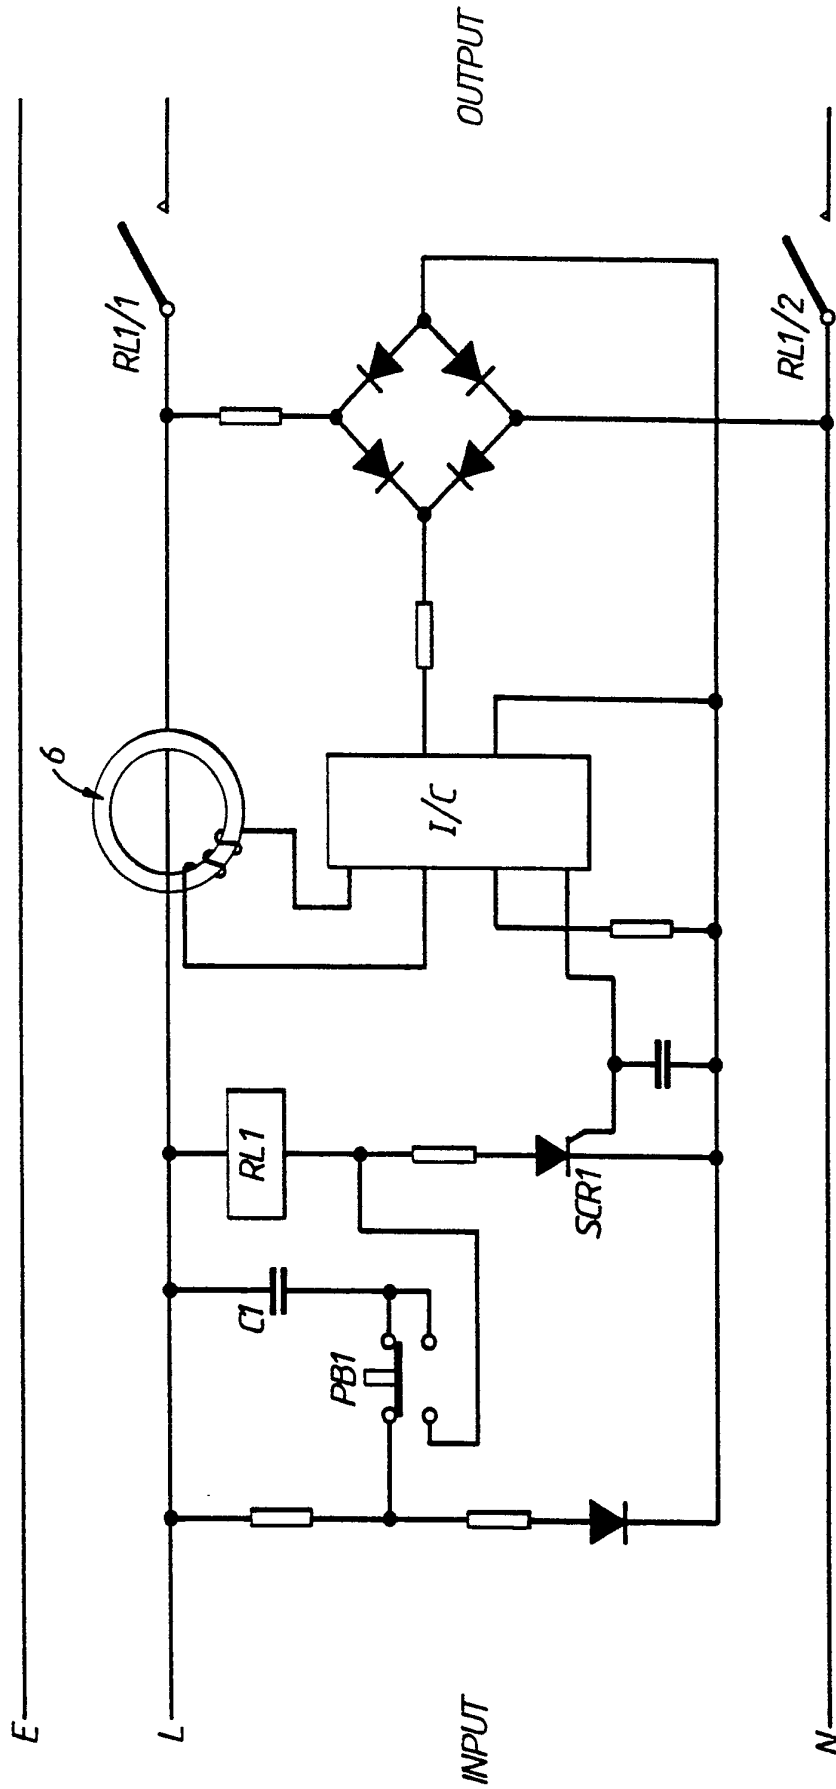 E
L
INPUT
N
C1
PB1
RL1
SCR1
6
I/C
RL1/1
RL1/2
OUTPUT